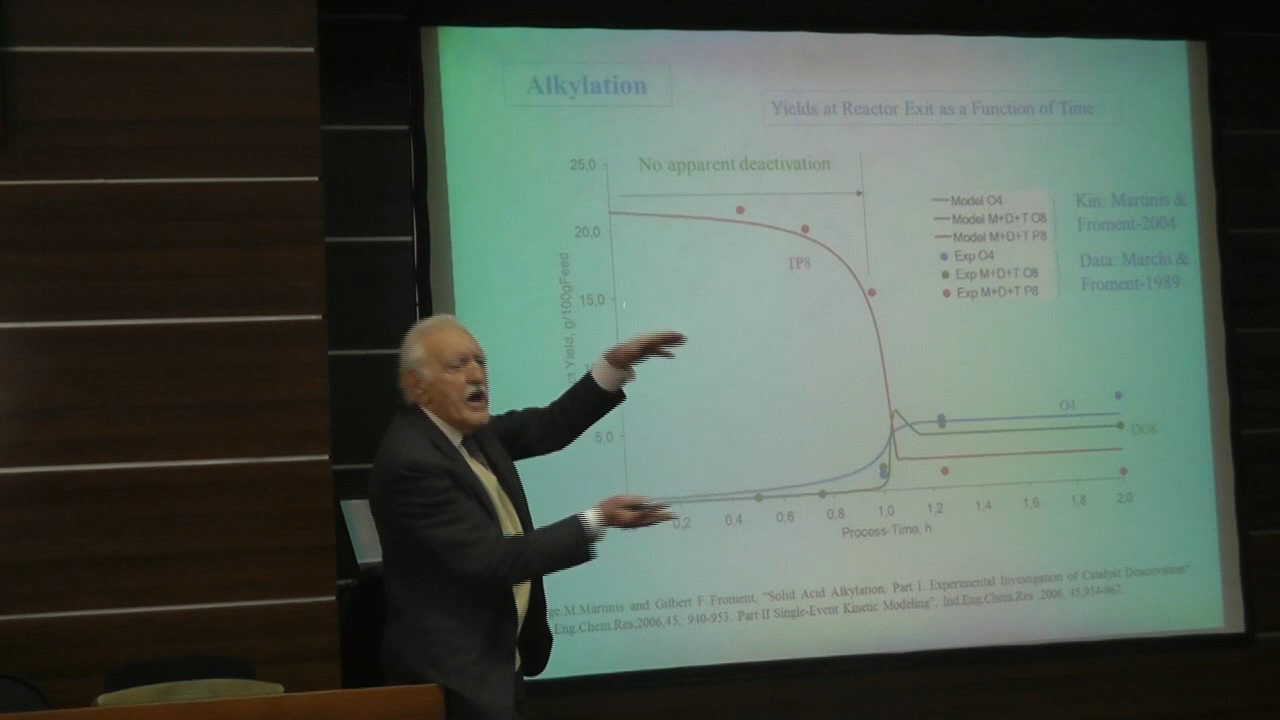 Alkylation
Yields at Reactor Exit as a Function of Time
25,0
No apparent deactivation
20,0
15,0
5,0
Yield, g/100gFeed
TP8
Model O4
Model M+D+T O8
Model M+D+T P8
Exp O4
Exp M+D+T O8
Exp M+D+T P8
Kin: Martinis &
Froment-2004
Data: Marchi &
Froment-1989
O4
DO8
0,2 0,4 0,6 0,8 1,0 1,2 1,4 1,6 1,8 2,0
Process-Time, h
M.Martinis and Gilbert F Froment, "Solid Acid Alkylation. Part I. Experimental Investigation of Catalyst Deactivation"
Eng.Chem.Res,2006,45, 940-953. Part II Single-Event Kinetic Modeling", Ind.Eng.Chem.Res ,2006, 45,954-967.